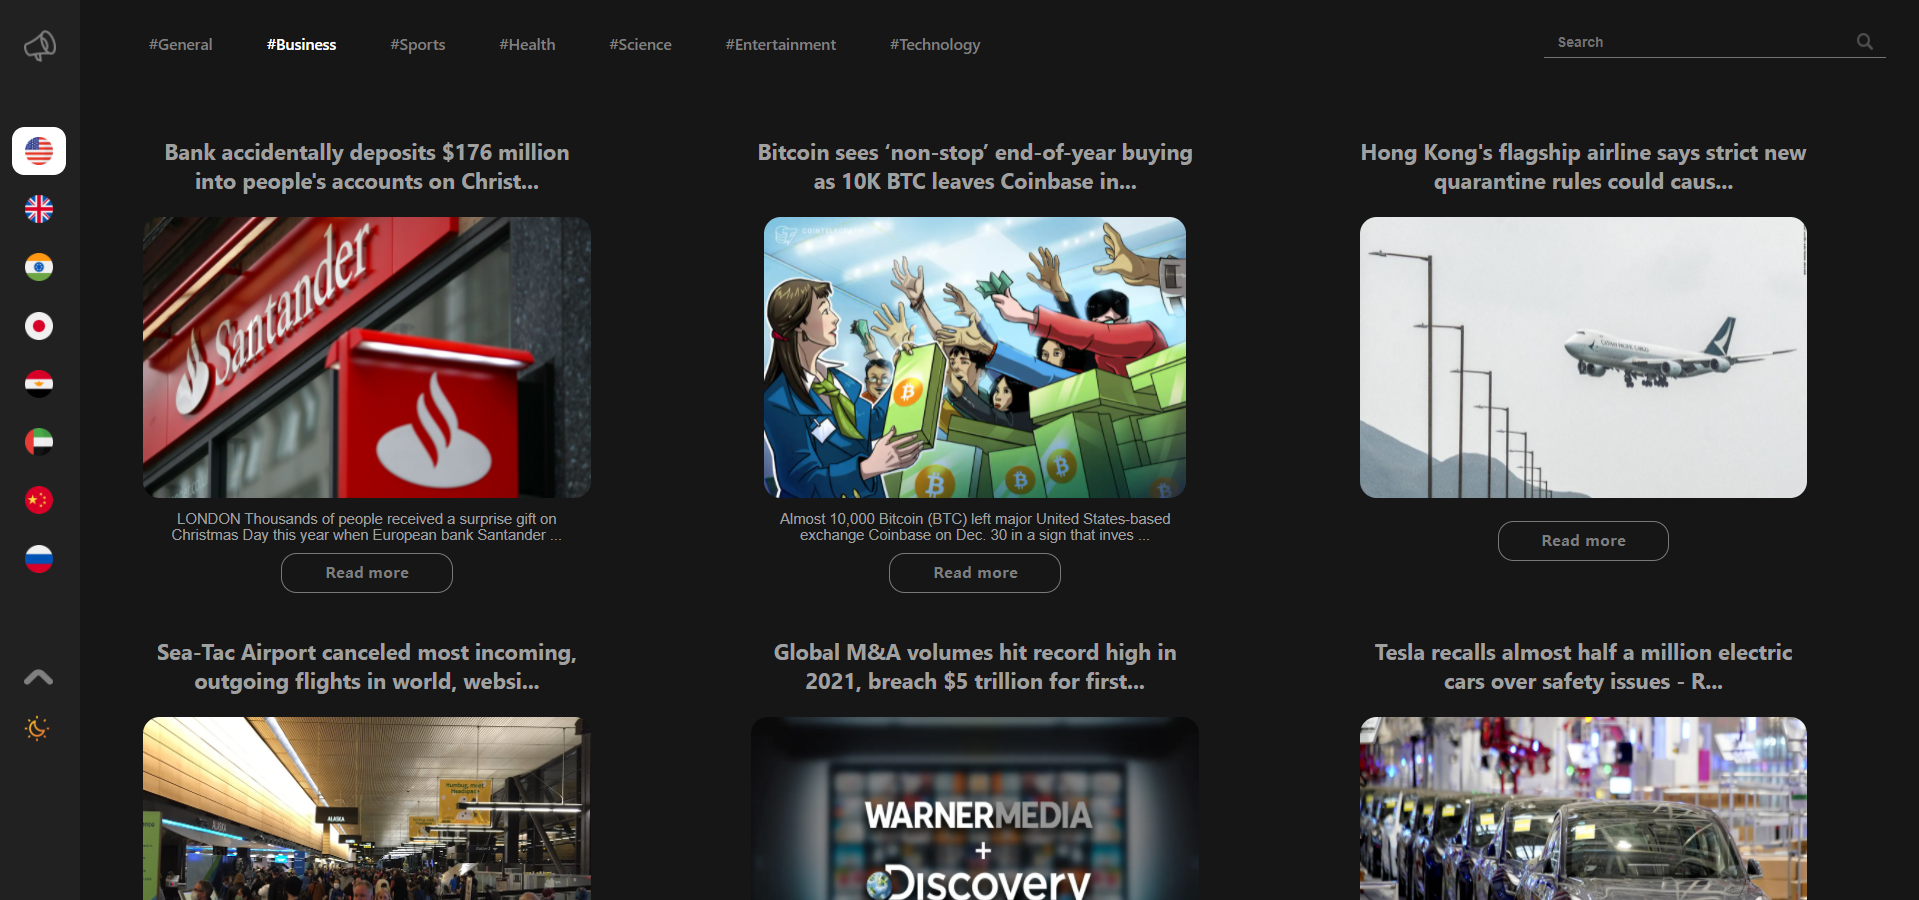 #General #Business #Sports #Health #Science #Entertainment #Technology Search
Bank accidentally deposits $176 million
into people's accounts on Christ...
Santander
LONDON Thousands of people received a surprise gift on
Christmas Day this year when European bank Santander ...
Read more
Bitcoin sees ‘non-stop’ end-of-year buying
as 10K BTC leaves Coinbase in...
Almost 10,000 Bitcoin (BTC) left major United States-based
exchange Coinbase on Dec. 30 in a sign that inves ...
Read more
Hong Kong's flagship airline says strict new
quarantine rules could caus...
CATHAY PACIFIC CARGO
Read more
Sea-Tac Airport canceled most incoming,
outgoing flights in world, websi...
ALASKA
Global M&A volumes hit record high in
2021, breach $5 trillion for first...
WARNERMEDIA
+
Discovery
Tesla recalls almost half a million electric
cars over safety issues - R...